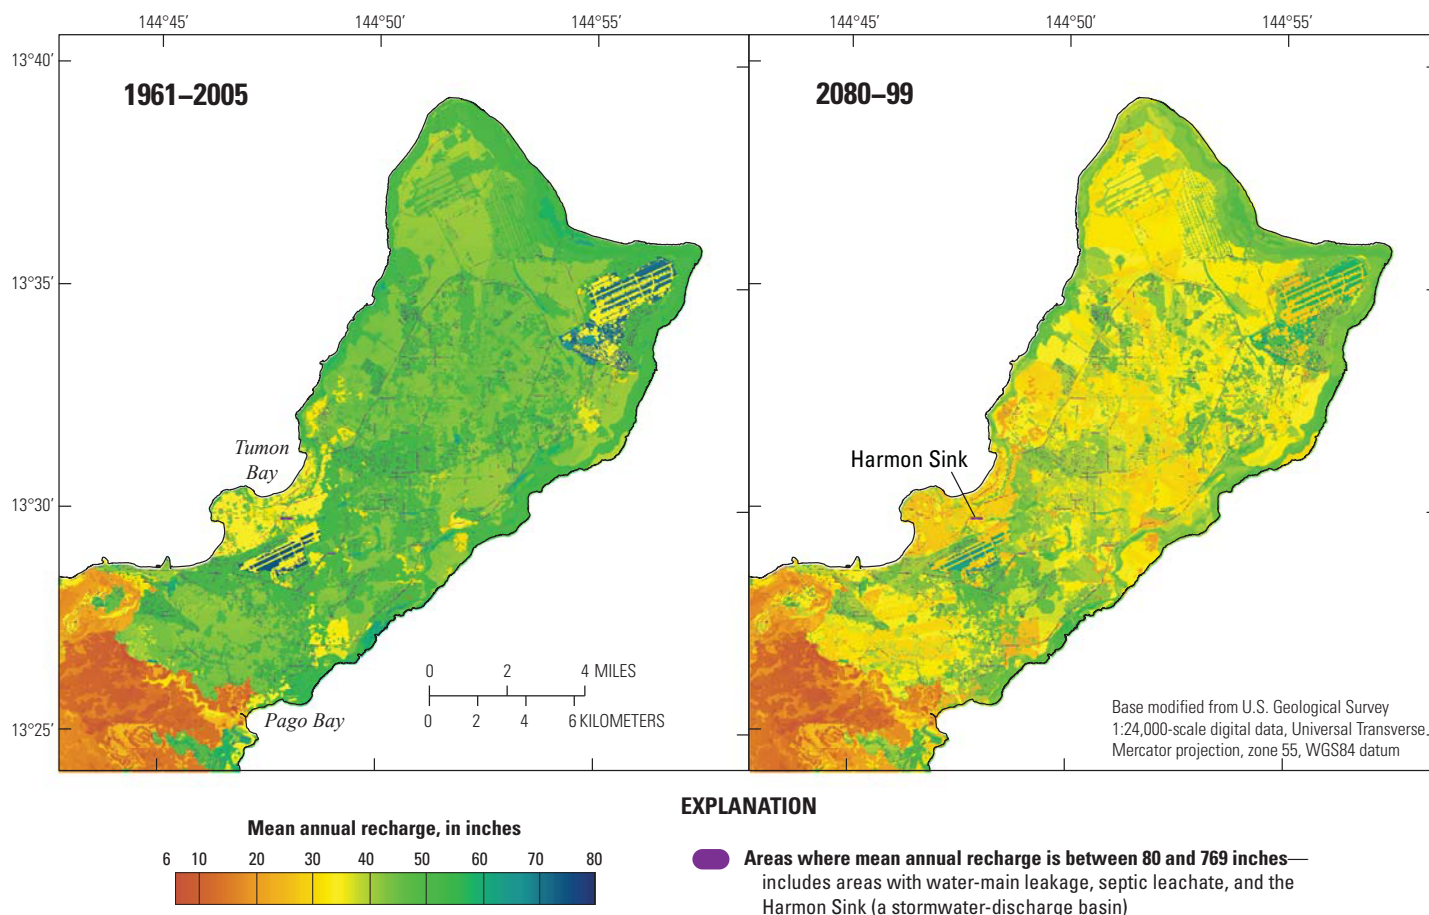 144°45′ 144°50′ 144°55′ 144°45′ 144°50′ 144°55′
13°40′
1961–2005 2080–99
13°35′
Tumon
Bay
Harmon Sink
13°30′
0 2 4 MILES
0 2 4 6 KILOMETERS
Pago Bay
13°25′
Base modified from U.S. Geological Survey
1:24,000-scale digital data, Universal Transverse.
Mercator projection, zone 55, WGS84 datum
EXPLANATION
Mean annual recharge, in inches
6 10 20 30 40 50 60 70 80
Areas where mean annual recharge is between 80 and 769 inches—
includes areas with water-main leakage, septic leachate, and the
Harmon Sink (a stormwater-discharge basin)